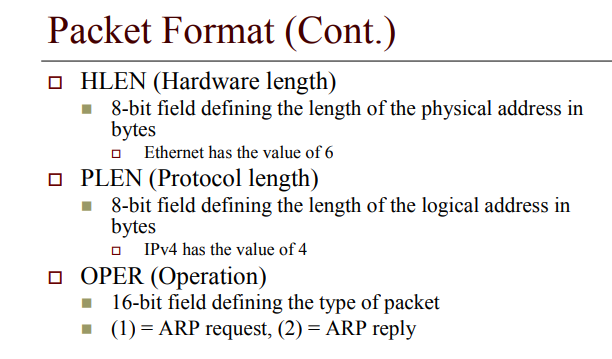 Packet Format (Cont.)
HLEN (Hardware length)
8-bit field defining the length of the physical address in
bytes
Ethernet has the value of 6
PLEN (Protocol length)
8-bit field defining the length of the logical address in
bytes
IPv4 has the value of 4
OPER (Operation)
16-bit field defining the type of packet
(1) = ARP request, (2) = ARP reply